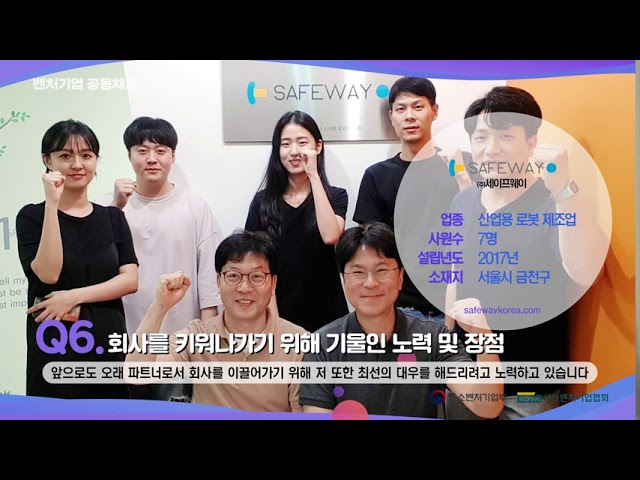 벤처기업 공동채용
SAFEWAY
SAFEWAY
㈜세이프웨이
업종 산업용 로봇 제조업
사원수 7명
설립년도 2017년
소재지 서울시 금천구
safewaykorea.com
Q6. 회사를 키워나가기 위해 기울인 노력 및 장점
앞으로도 오래 파트너로서 회사를 이끌어가기 위해 저 또한 최선의 대우를 해드리려고 노력하고 있습니다
벤처기업협회